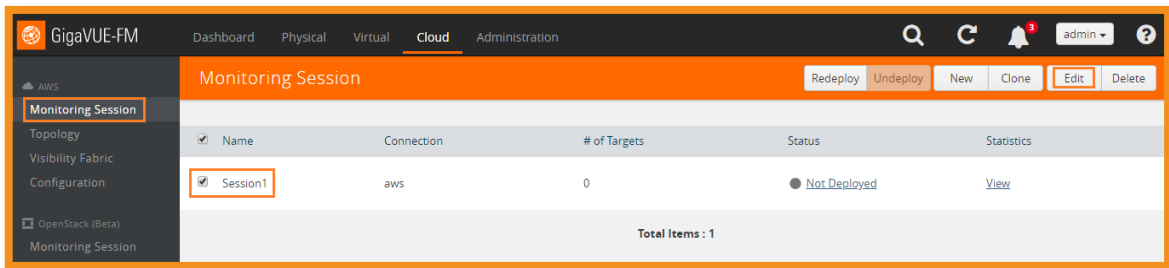 GigaVUE-FM Dashboard Physical Virtual Cloud Administration 3 admin ?
AWS
Monitoring Session
Topology
Visibility Fabric
Configuration
OpenStack (Beta)
Monitoring Session
Monitoring Session Redeploy Undeploy New Clone Edit Delete
Name Connection # of Targets Status Statistics
Session1 aws 0 Not Deployed View
Total Items : 1